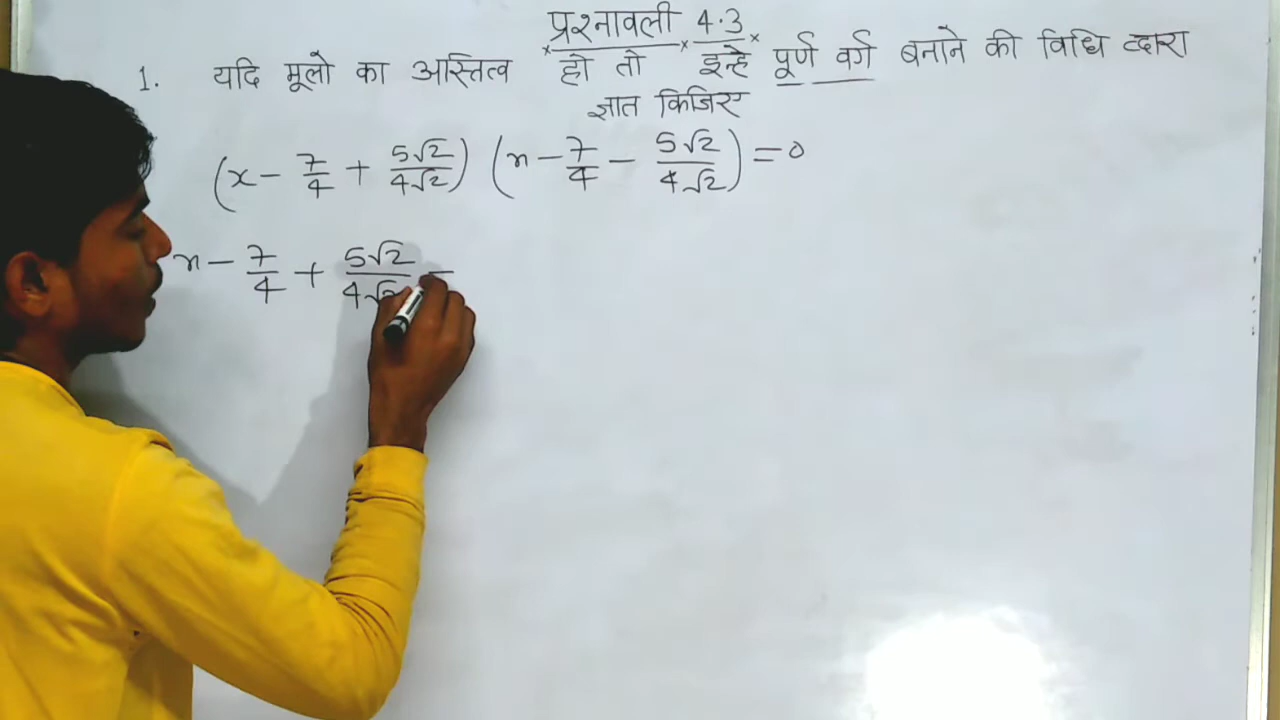 प्रश्नावली 4.3
1. यदि मूलो का अस्तित्व हो तो इन्हे पूर्ण वर्ग बनाने की विधि द्वारा
ज्ञात किजिए
(x - 7/4 + 5√2/4√2) (x - 7/4 - 5√2/4√2) = 0
x - 7/4 + 5√2/4√2 =